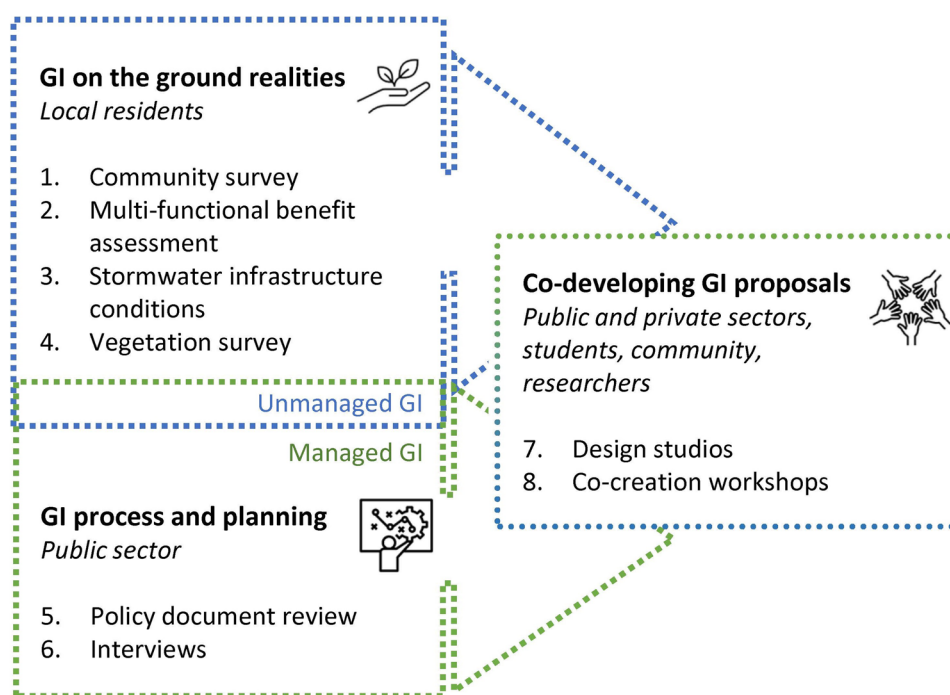 GI on the ground realities
Local residents
1. Community survey
2. Multi-functional benefit
assessment
3. Stormwater infrastructure
conditions
4. Vegetation survey
Unmanaged GI
Managed GI
GI process and planning
Public sector
5. Policy document review
6. Interviews
Co-developing GI proposals
Public and private sectors,
students, community,
researchers
7. Design studios
8. Co-creation workshops